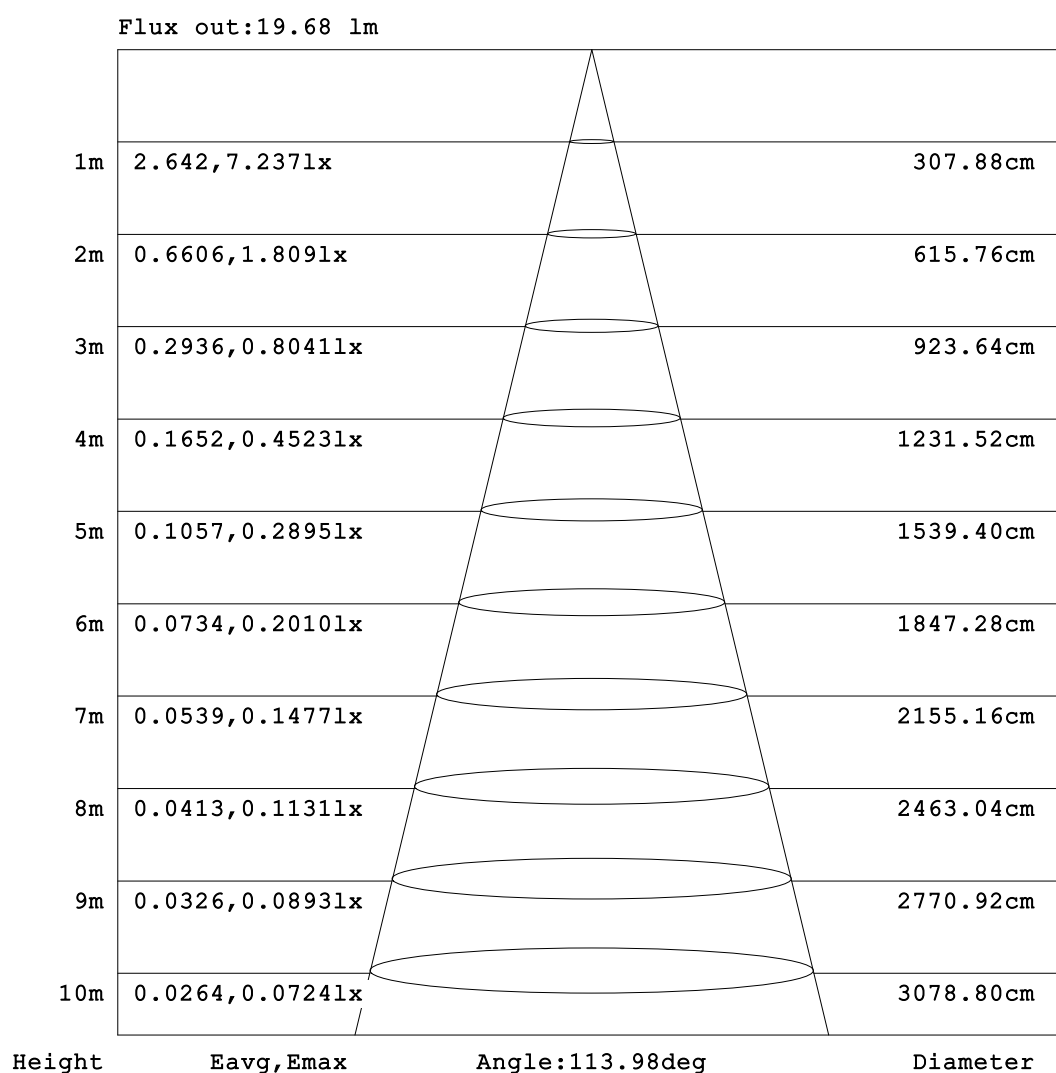 Flux out:19.68 lm
1m 2.642,7.237lx 307.88cm
2m 0.6606,1.809lx 615.76cm
3m 0.2936,0.8041lx 923.64cm
4m 0.1652,0.4523lx 1231.52cm
5m 0.1057,0.2895lx 1539.40cm
6m 0.0734,0.2010lx 1847.28cm
7m 0.0539,0.1477lx 2155.16cm
8m 0.0413,0.1131lx 2463.04cm
9m 0.0326,0.0893lx 2770.92cm
10m 0.0264,0.0724lx 3078.80cm
Height Eavg,Emax Angle:113.98deg Diameter